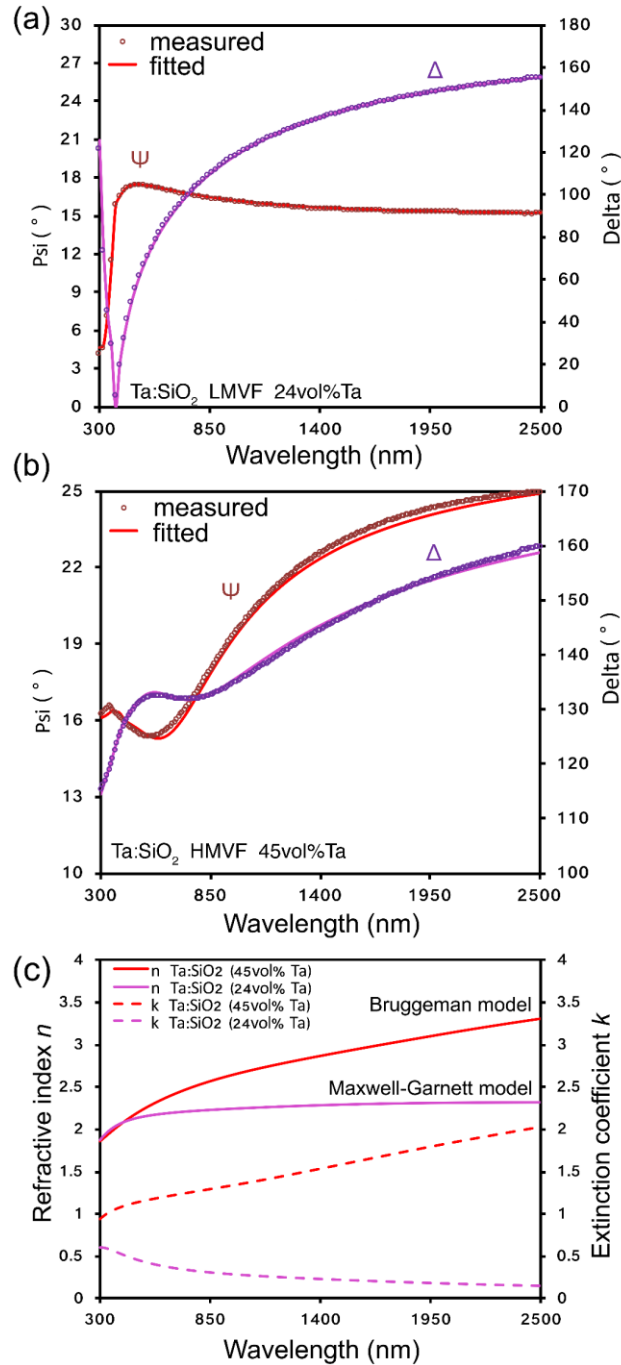 (a)
30
27
24
21
18
15
12
9
6
3
0
Psi (°)
measured
fitted
Ψ
Δ
180
160
140
120
100
80
60
40
20
0
Delta (°)
Ta:SiO₂ LMVF 24vol%Ta
300 850 1400 1950 2500
Wavelength (nm)
(b)
25
22
19
16
13
10
Psi (°)
measured
fitted
Ψ
Δ
170
160
150
140
130
120
110
100
Delta (°)
Ta:SiO₂ HMVF 45vol%Ta
300 850 1400 1950 2500
Wavelength (nm)
(c)
4
3.5
3
2.5
2
1.5
1
0.5
0
Refractive index n
n Ta:SiO2 (45vol% Ta)
n Ta:SiO2 (24vol% Ta)
k Ta:SiO2 (45vol% Ta)
k Ta:SiO2 (24vol% Ta)
Bruggeman model
Maxwell-Garnett model
4
3.5
3
2.5
2
1.5
1
0.5
0
Extinction coefficient k
300 850 1400 1950 2500
Wavelength (nm)